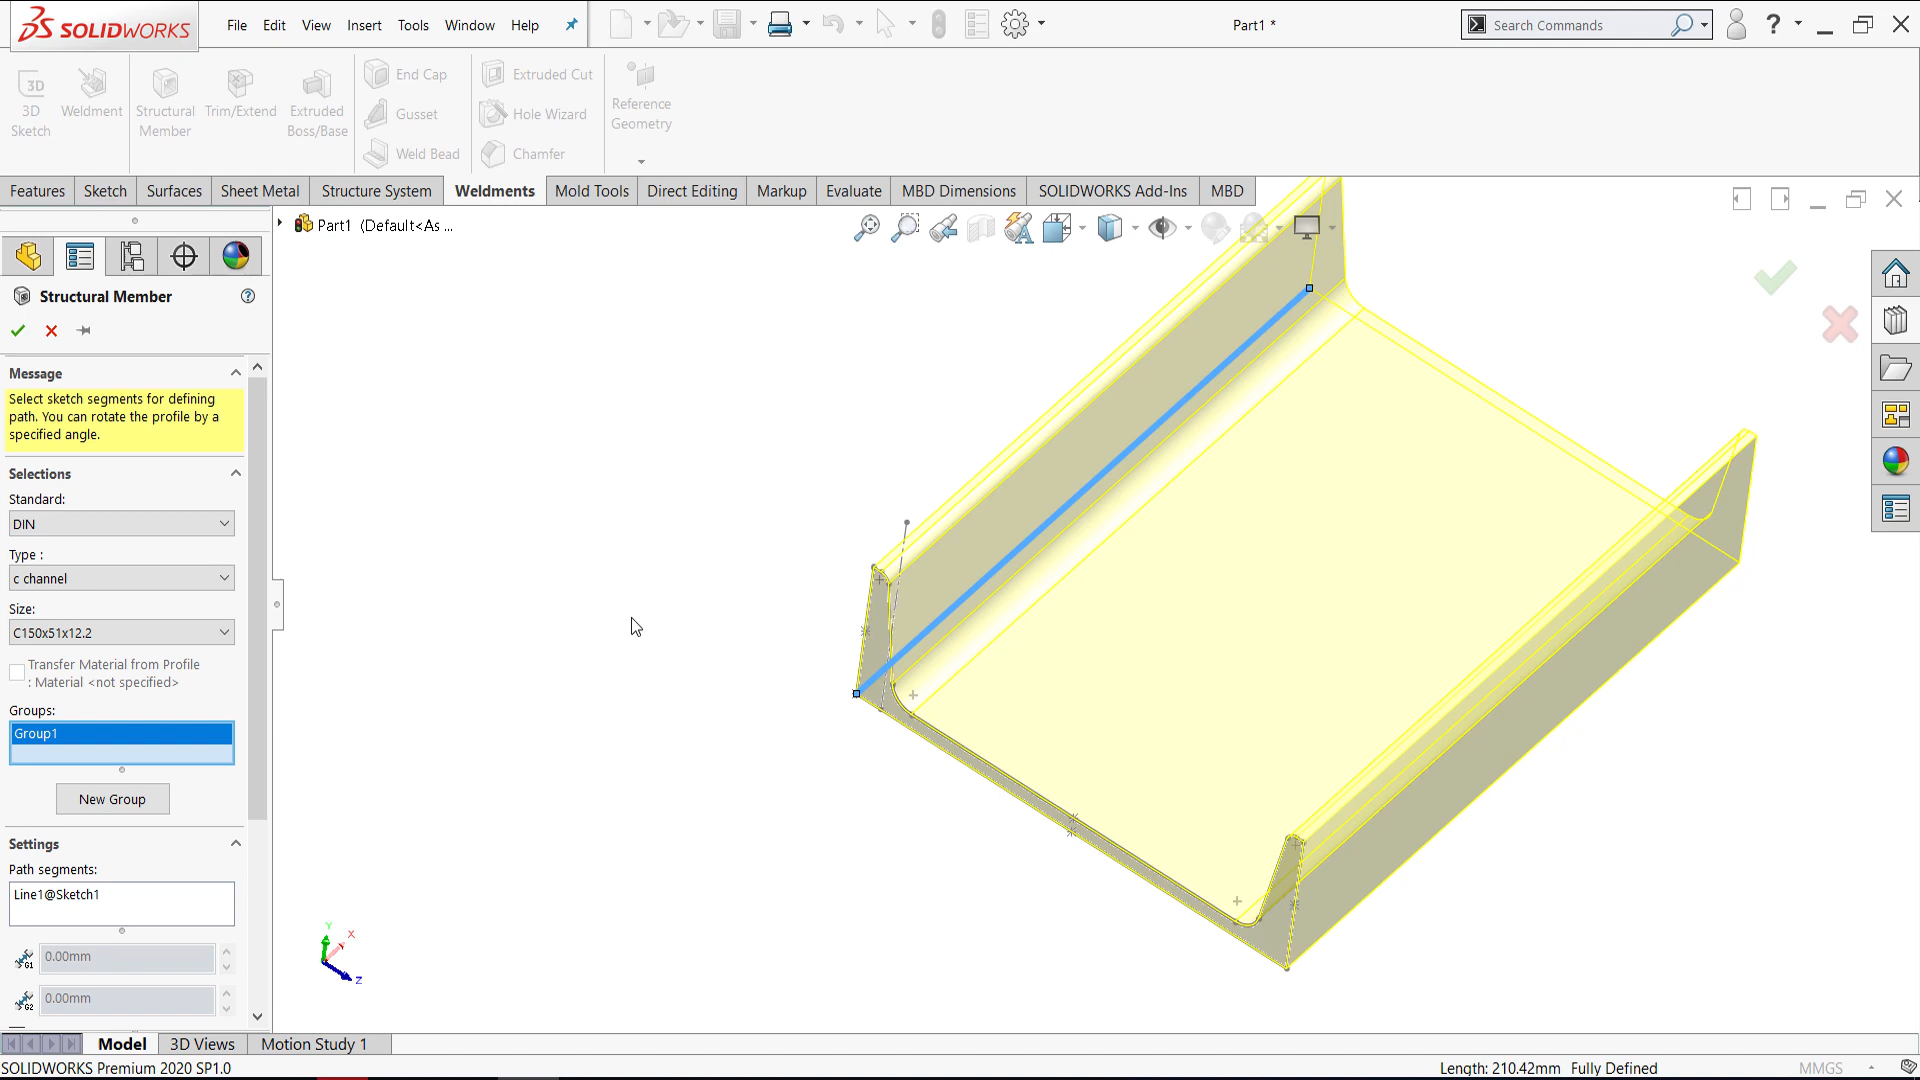 SOLIDWORKS
File Edit View Insert Tools Window Help
Part1 *
Search Commands
3D Sketch
Weldment
Structural Member
Trim/Extend
Extruded Boss/Base
End Cap
Gusset
Weld Bead
Extruded Cut
Hole Wizard
Chamfer
Reference Geometry
Features Sketch Surfaces Sheet Metal Structure System Weldments Mold Tools Direct Editing Markup Evaluate MBD Dimensions SOLIDWORKS Add-Ins MBD
Part1 (Default<As ...
Structural Member
Message
Select sketch segments for defining
path. You can rotate the profile by a
specified angle.
Selections
Standard:
DIN
Type :
c channel
Size:
C150x51x12.2
Transfer Material from Profile
: Material <not specified>
Groups:
Group1
New Group
Settings
Path segments:
Line1@Sketch1
G1 0.00mm
G2 0.00mm
Y
X
Z
Model 3D Views Motion Study 1
SOLIDWORKS Premium 2020 SP1.0
Length: 210.42mm Fully Defined MMGS